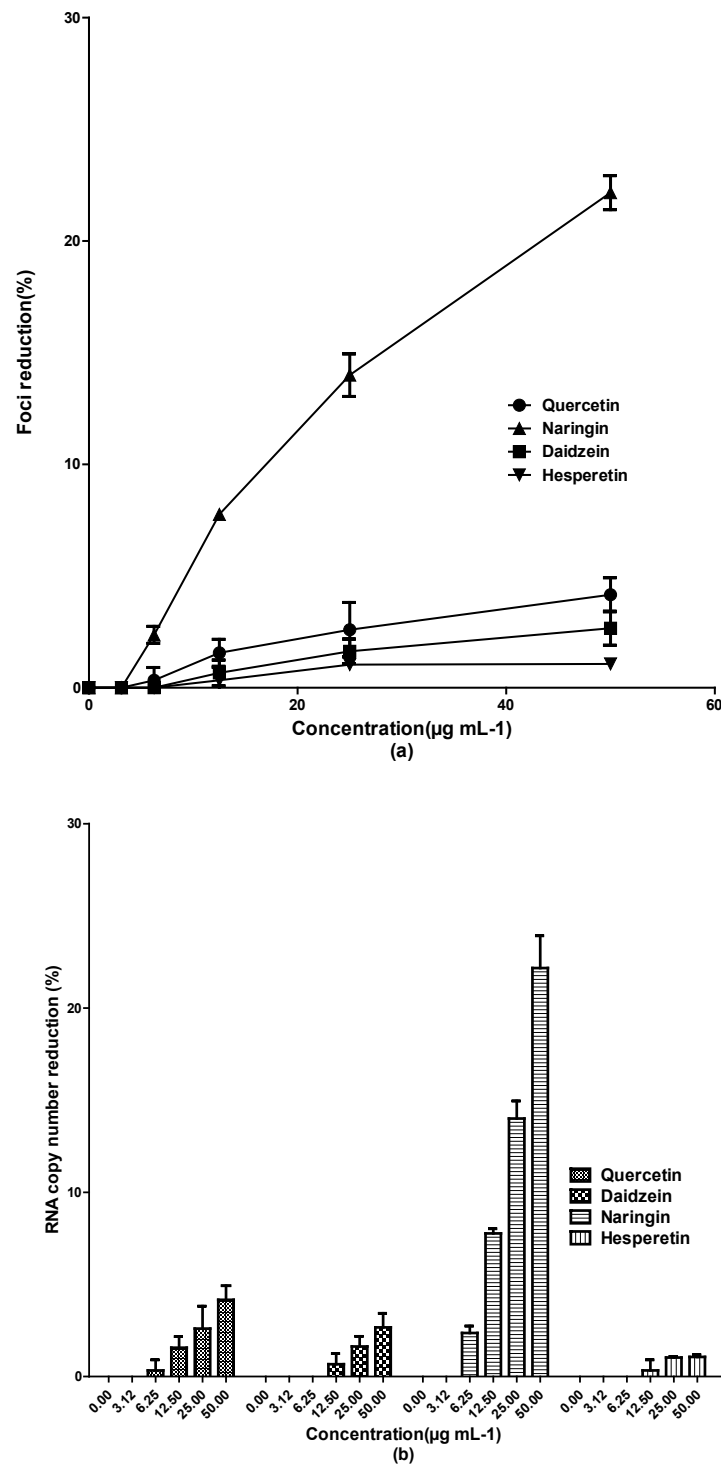 30
20
10
0
Foci reduction(%)
Quercetin
Naringin
Daidzein
Hesperetin
0 20 40 60
Concentration(µg mL-1)
(a)
30
20
10
0
RNA copy number reduction (%)
Quercetin
Daidzein
Naringin
Hesperetin
0.00 3.12 6.25 12.50 25.00 50.00 0.00 3.12 6.25 12.50 25.00 50.00 0.00 3.12 6.25 12.50 25.00 50.00 0.00 3.12 6.25 12.50 25.00 50.00
Concentration(µg mL-1)
(b)